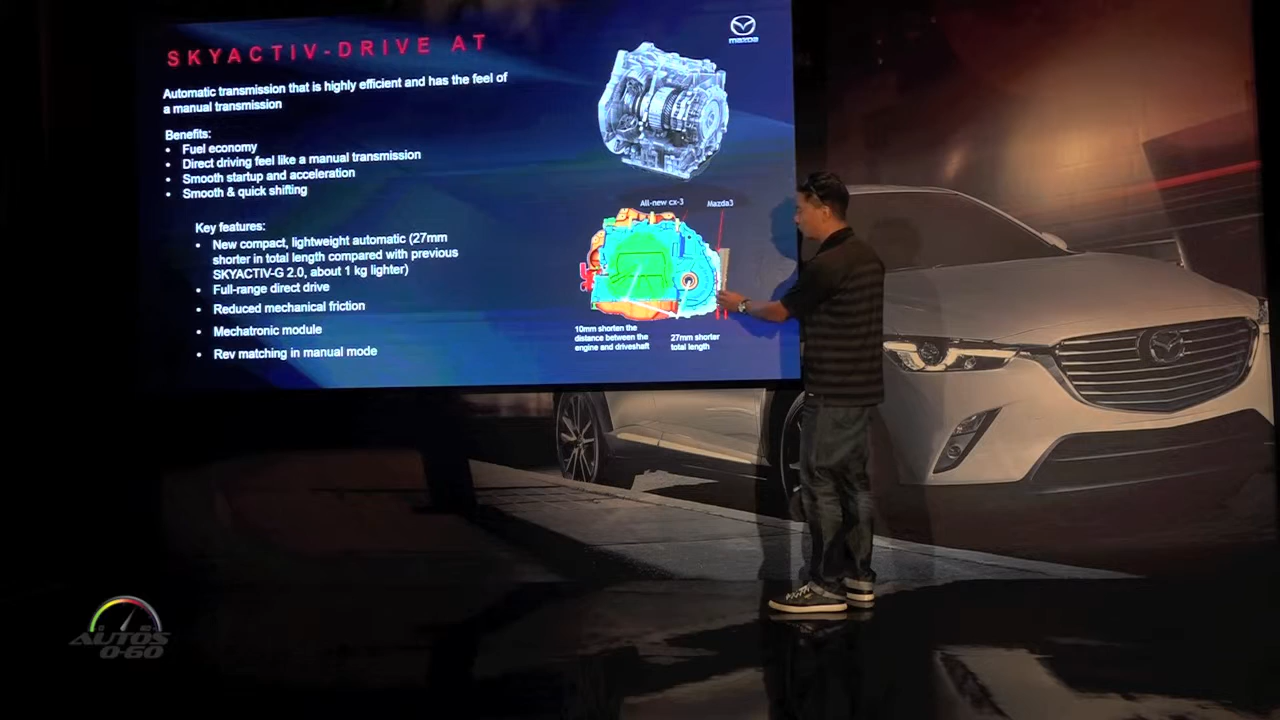 SKYACTIV-DRIVE AT
mazda
Automatic transmission that is highly efficient and has the feel of
a manual transmission
Benefits:
• Fuel economy
• Direct driving feel like a manual transmission
• Smooth startup and acceleration
• Smooth & quick shifting
Key features:
• New compact, lightweight automatic (27mm
shorter in total length compared with previous
SKYACTIV-G 2.0, about 1 kg lighter)
• Full-range direct drive
• Reduced mechanical friction
• Mechatronic module
• Rev matching in manual mode
All-new cx-3
Mazda3
10mm shorten the
distance between the
engine and driveshaft
27mm shorter
total length
AUTOS
0-60